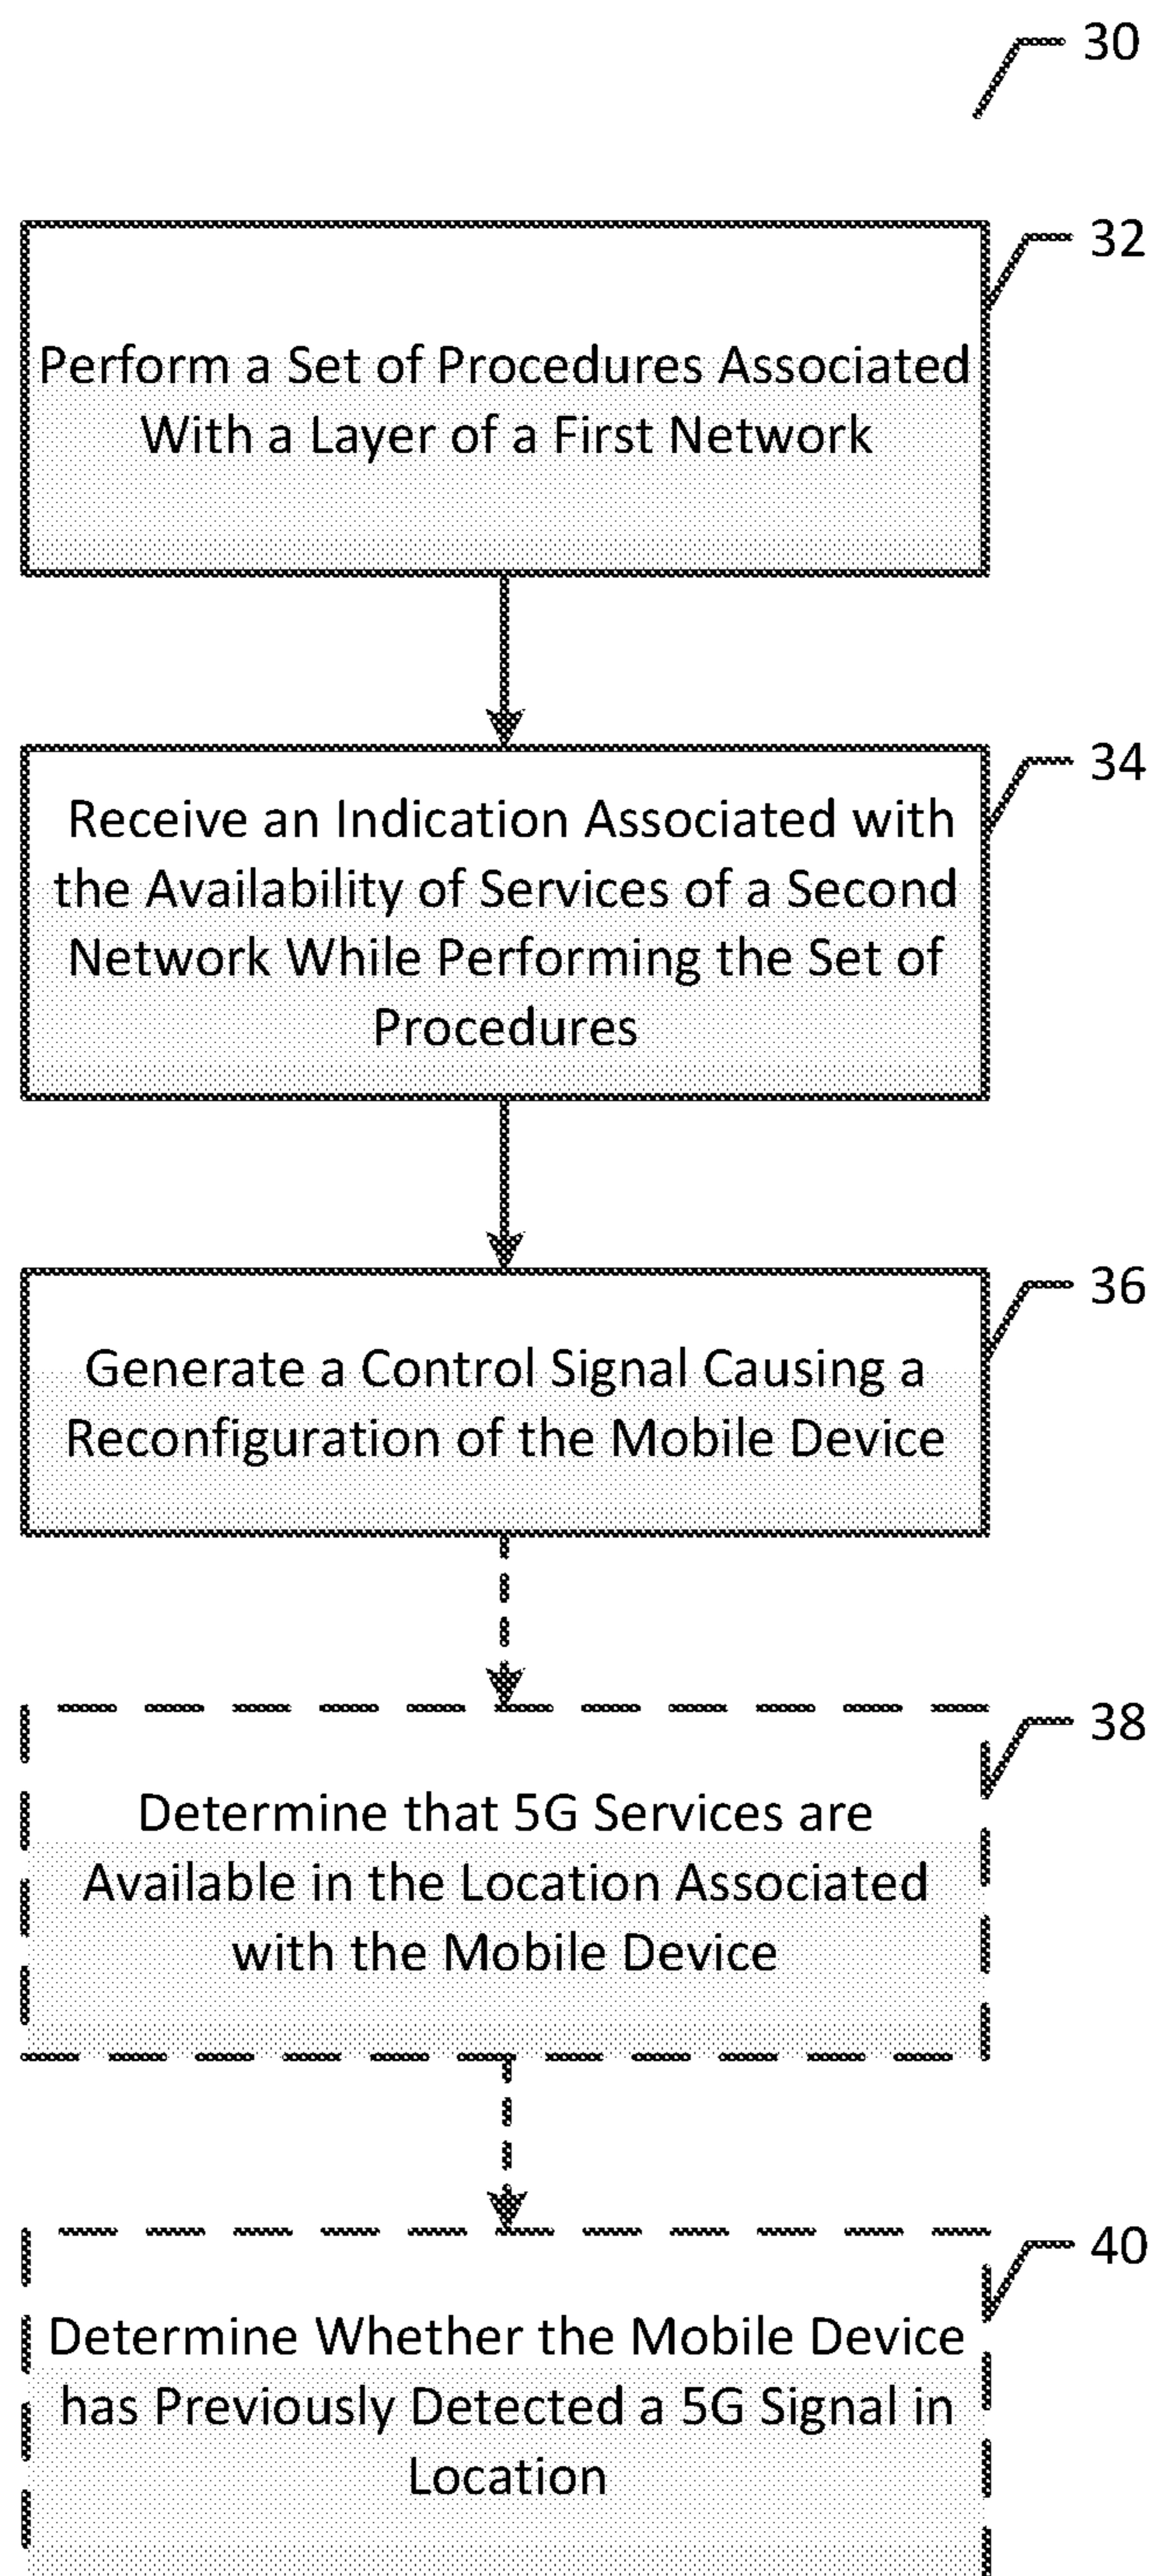 30
32
Perform a Set of Procedures Associated
With a Layer of a First Network
34
Receive an Indication Associated with
the Availability of Services of a Second
Network While Performing the Set of
Procedures
36
Generate a Control Signal Causing a
Reconfiguration of the Mobile Device
38
Determine that 5G Services are
Available in the Location Associated
with the Mobile Device
40
Determine Whether the Mobile Device
has Previously Detected a 5G Signal in
Location